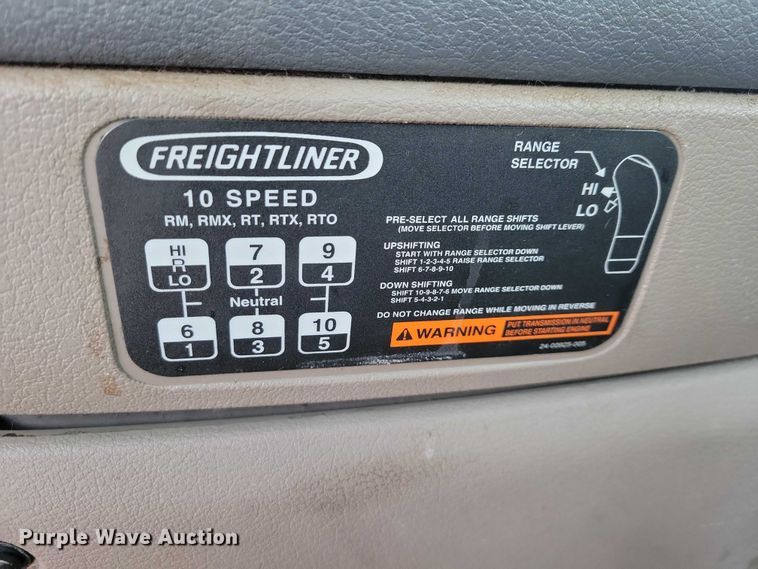 FREIGHTLINER
10 SPEED
RM, RMX, RT, RTX, RTO
HI 7 9
R
LO 2 4
Neutral
6 8 10
1 3 5
RANGE
SELECTOR
HI
LO
PRE-SELECT ALL RANGE SHIFTS
(MOVE SELECTOR BEFORE MOVING SHIFT LEVER)
UPSHIFTING
START WITH RANGE SELECTOR DOWN
SHIFT 1-2-3-4-5 RAISE RANGE SELECTOR
SHIFT 6-7-8-9-10
DOWN SHIFTING
SHIFT 10-9-8-7-6 MOVE RANGE SELECTOR DOWN
SHIFT 5-4-3-2-1
DO NOT CHANGE RANGE WHILE MOVING IN REVERSE
WARNING
PUT TRANSMISSION IN NEUTRAL
BEFORE STARTING ENGINE
24-00925-005
Purple Wave Auction